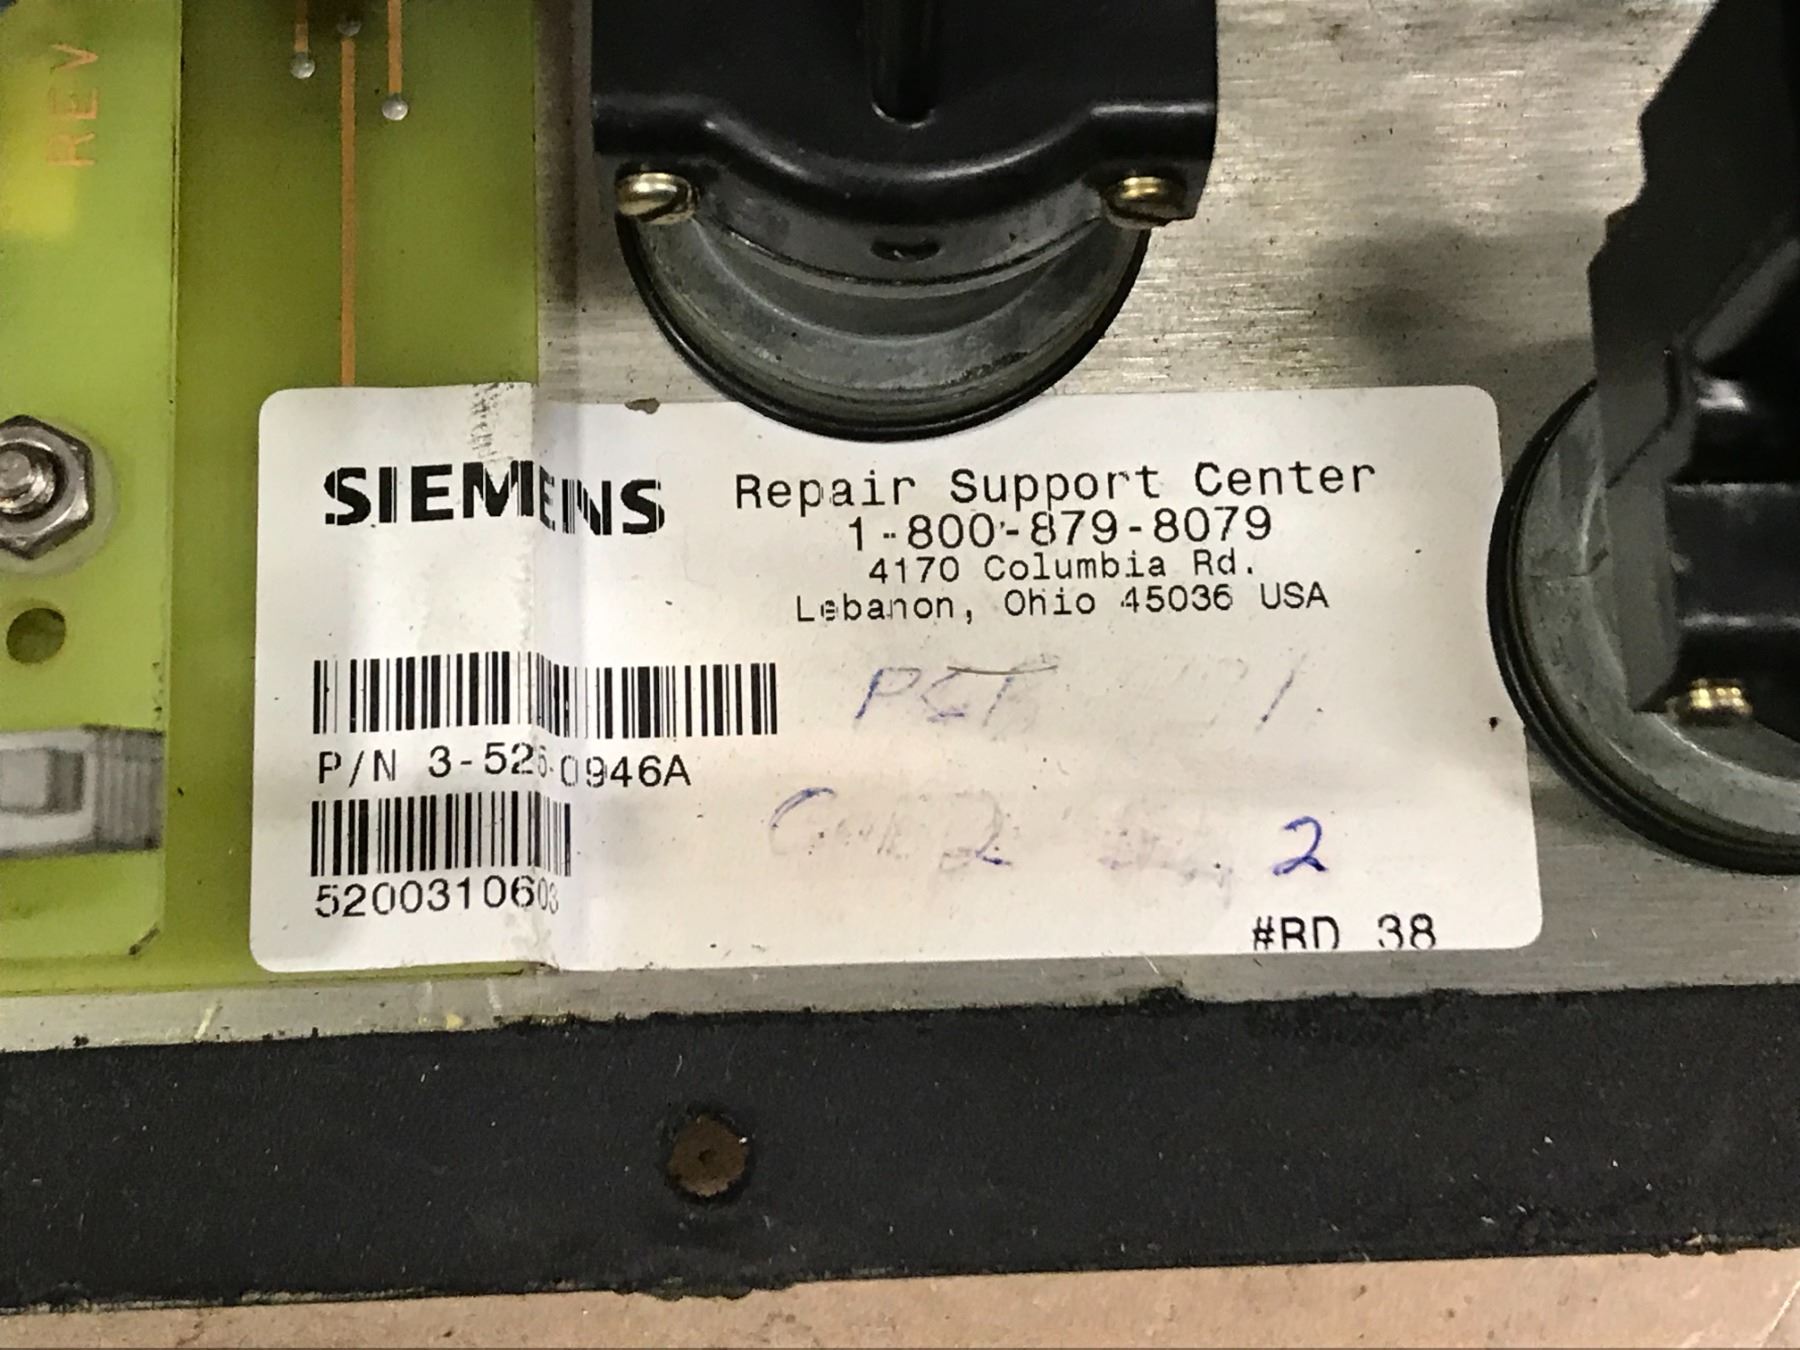 REV
SIEMENS
Repair Support Center
1-800-879-8079
4170 Columbia Rd.
Lebanon, Ohio 45036 USA
P/N 3-526-0946A
5200310603
2
#RD 38